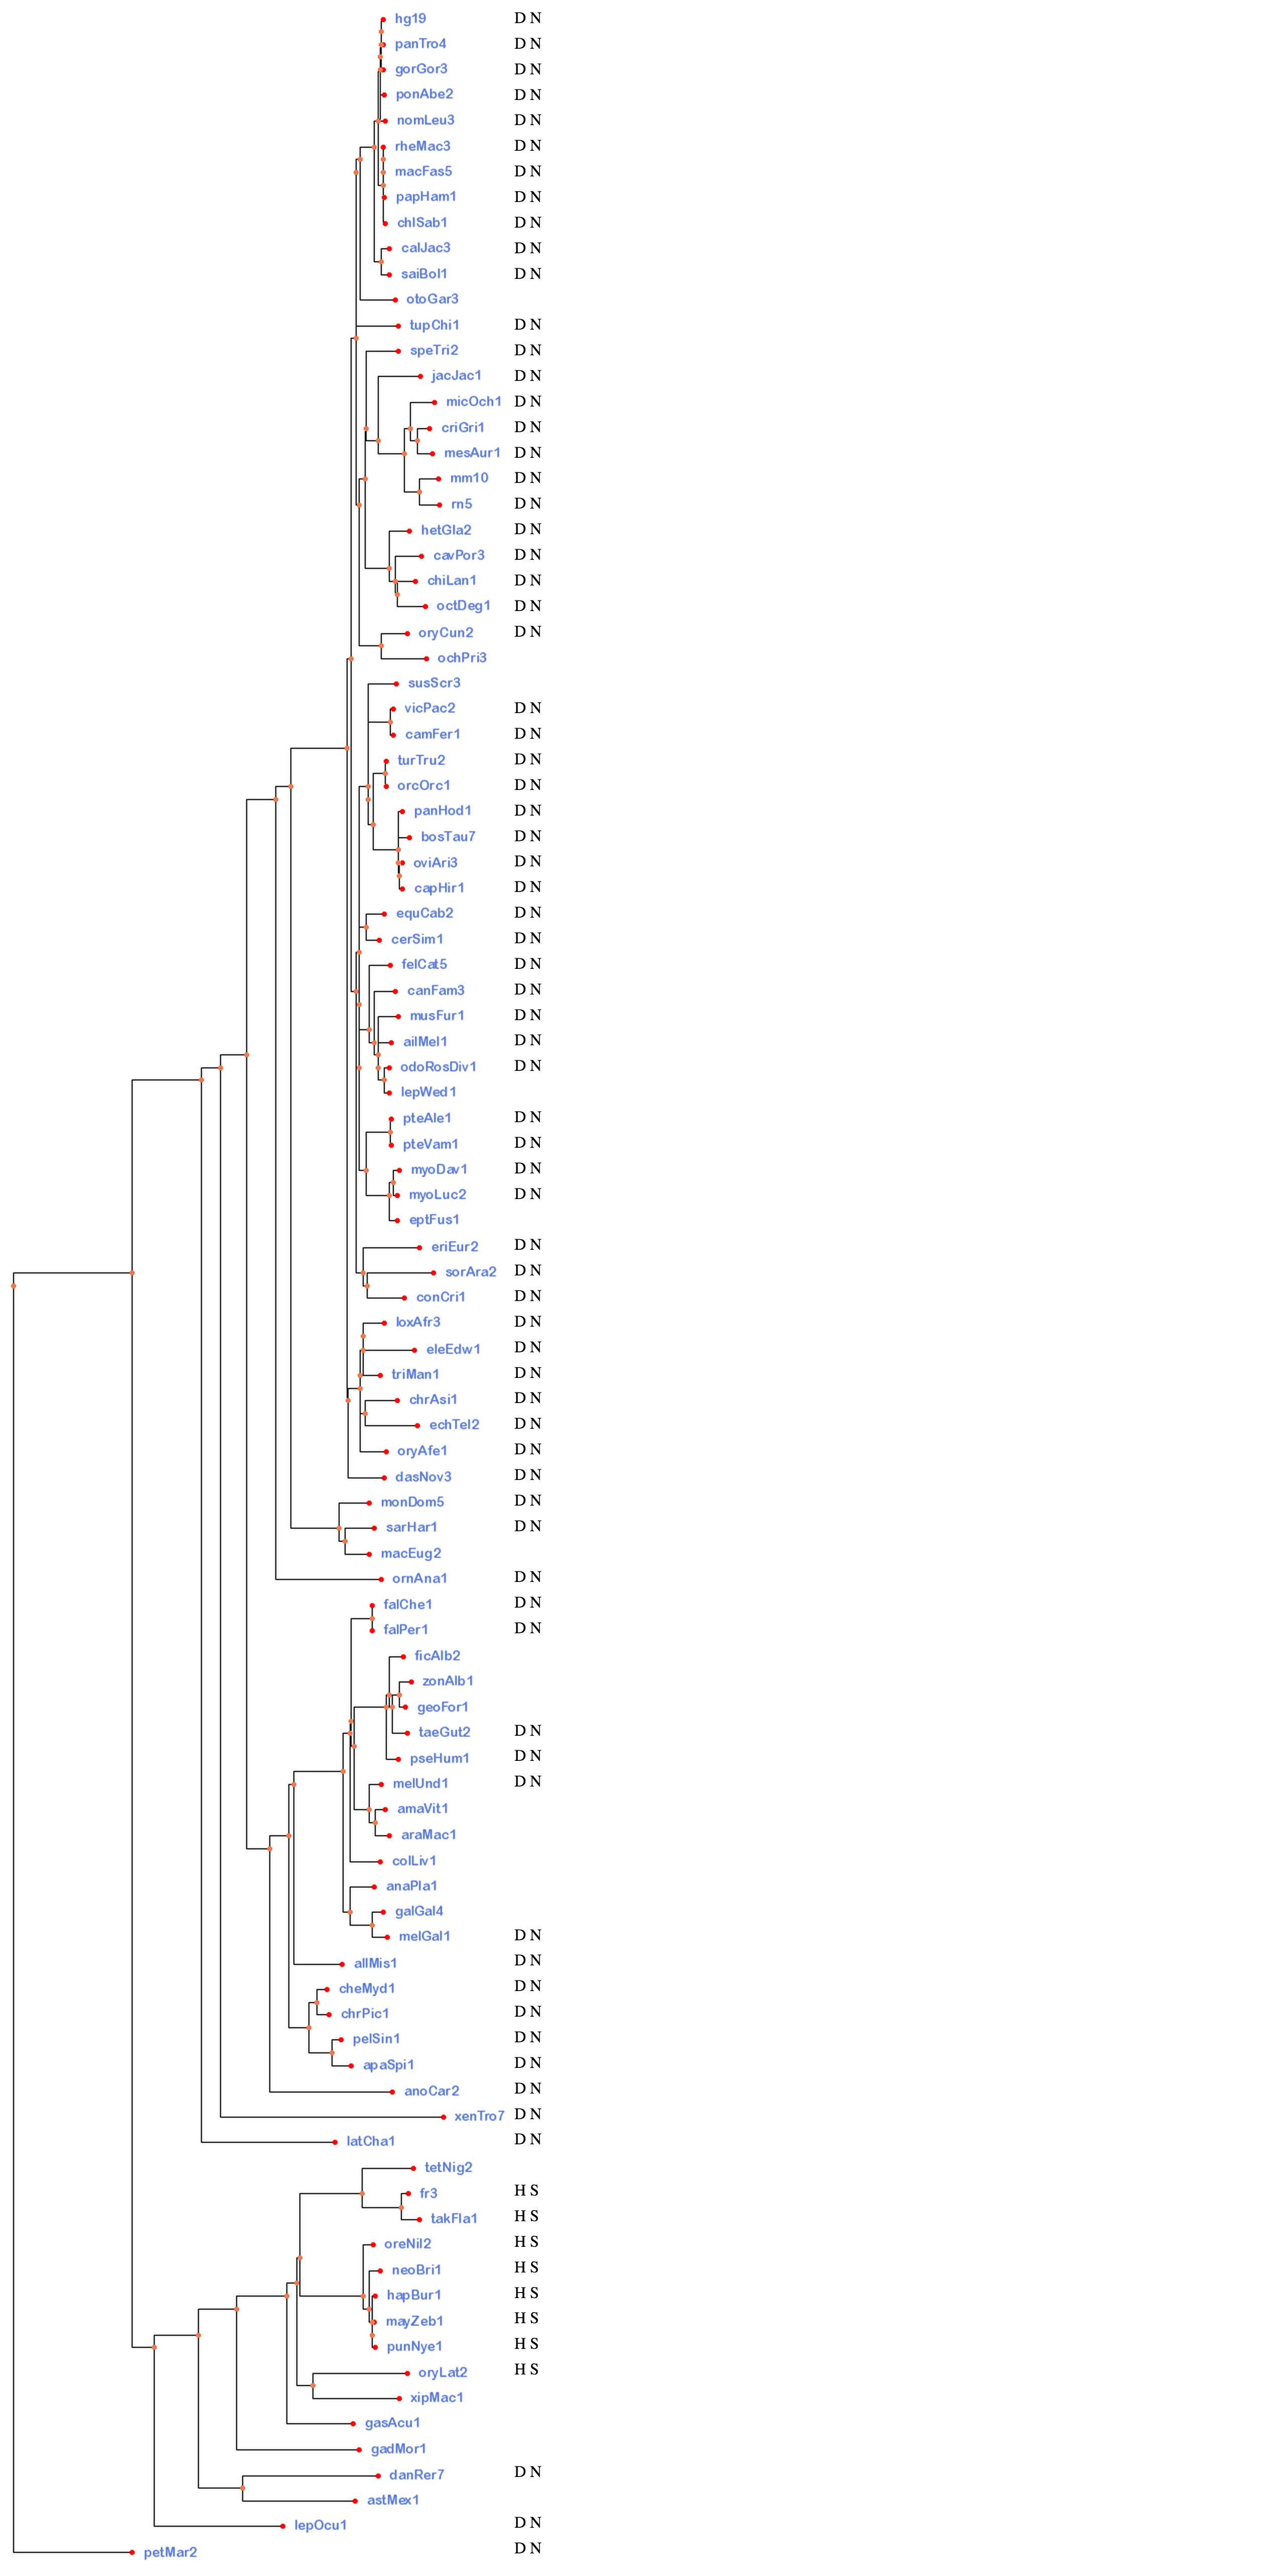 hg19 D N
panTro4 D N
gorGor3 D N
ponAbe2 D N
nomLeu3 D N
rheMac3 D N
macFas5 D N
papHam1 D N
chlSab1 D N
calJac3 D N
saiBol1 D N
otoGar3
tupChi1 D N
speTri2 D N
jacJac1 D N
micOch1 D N
criGri1 D N
mesAur1 D N
mm10 D N
rn5 D N
hetGla2 D N
cavPor3 D N
chiLan1 D N
octDeg1 D N
oryCun2 D N
ochPri3
susScr3
vicPac2 D N
camFer1 D N
turTru2 D N
orcOrc1 D N
panHod1 D N
bosTau7 D N
oviAri3 D N
capHir1 D N
equCab2 D N
cerSim1 D N
felCat5 D N
canFam3 D N
musFur1 D N
ailMel1 D N
odoRosDiv1 D N
lepWed1
pteAle1 D N
pteVam1 D N
myoDav1 D N
myoLuc2 D N
eptFus1
eriEur2 D N
sorAra2 D N
conCri1 D N
loxAfr3 D N
eleEdw1 D N
triMan1 D N
chrAsi1 D N
echTel2 D N
oryAfe1 D N
dasNov3 D N
monDom5 D N
sarHar1 D N
macEug2
ornAna1 D N
falChe1 D N
falPer1 D N
ficAlb2
zonAlb1
geoFor1
taeGut2 D N
pseHum1 D N
melUnd1 D N
amaVit1
araMac1
colLiv1
anaPla1
galGal4
melGal1 D N
allMis1 D N
cheMyd1 D N
chrPic1 D N
pelSin1 D N
apaSpi1 D N
anoCar2 D N
xenTro7 D N
latCha1 D N
tetNig2
fr3 H S
takFla1 H S
oreNil2 H S
neoBri1 H S
hapBur1 H S
mayZeb1 H S
punNye1 H S
oryLat2 H S
xipMac1
gasAcu1
gadMor1
danRer7 D N
astMex1
lepOcu1 D N
petMar2 D N